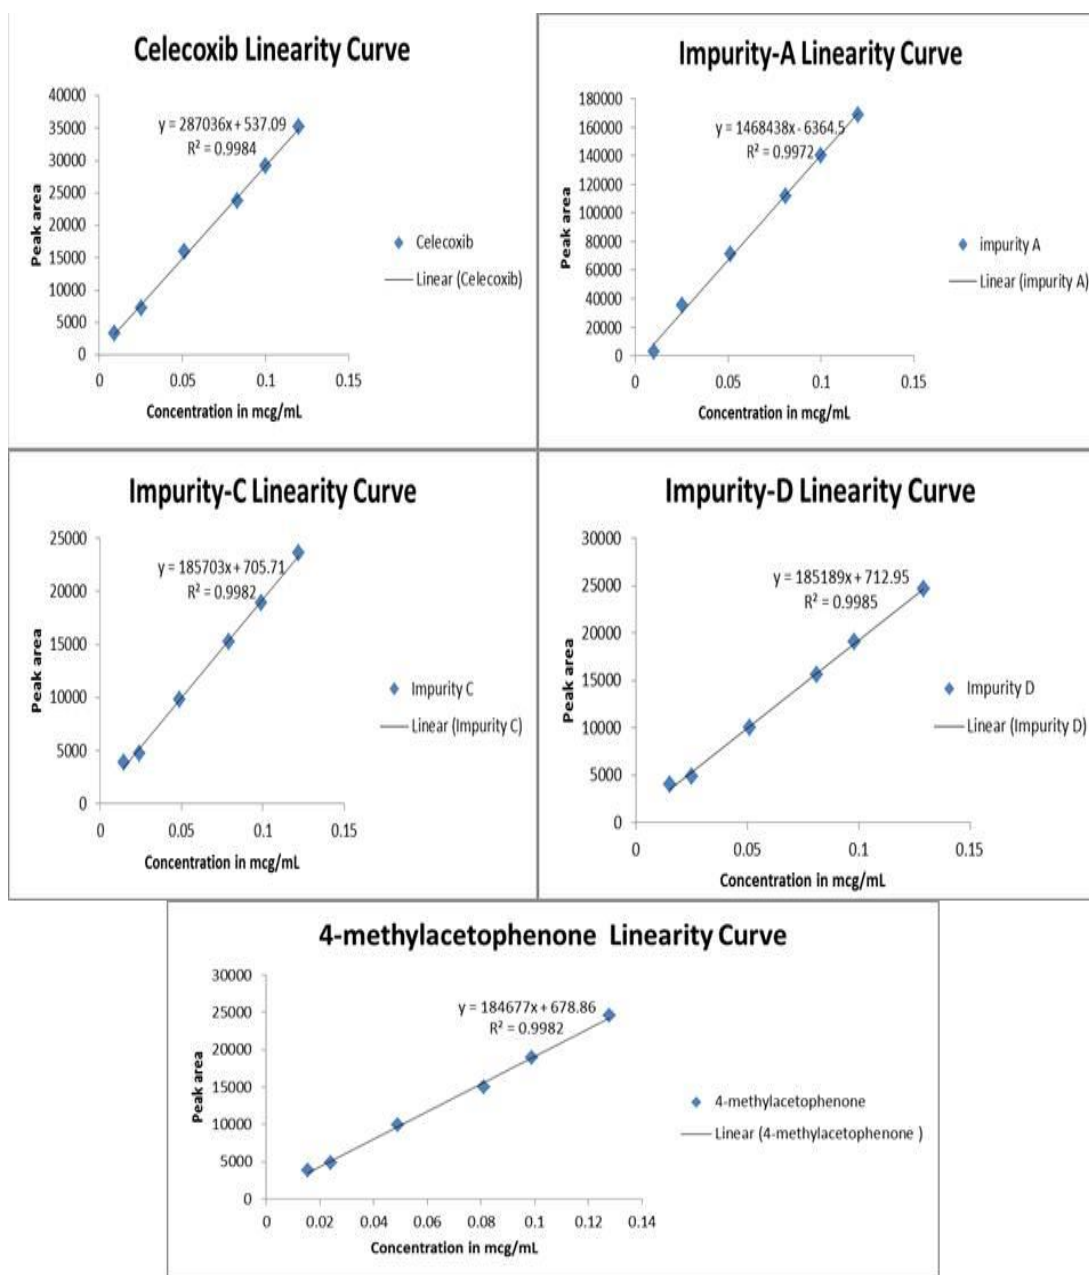 Celecoxib Linearity Curve
40000
35000
30000
25000
20000
15000
10000
5000
0
Peak area
y = 287036x + 537.09
R² = 0.9984
Celecoxib
Linear (Celecoxib)
0 0.05 0.1 0.15
Concentration in mcg/mL
Impurity-A Linearity Curve
180000
160000
140000
120000
100000
80000
60000
40000
20000
0
Peak area
y = 1468438x - 6364.5
R² = 0.9972
impurity A
Linear (impurity A)
0 0.05 0.1 0.15
Concentration in mcg/mL
Impurity-C Linearity Curve
25000
20000
15000
10000
5000
0
Peak area
y = 185703x + 705.71
R² = 0.9982
Impurity C
Linear (Impurity C)
0 0.05 0.1 0.15
Concentration in mcg/mL
Impurity-D Linearity Curve
30000
25000
20000
15000
10000
5000
0
Peak area
y = 185189x + 712.95
R² = 0.9985
Impurity D
Linear (Impurity D)
0 0.05 0.1 0.15
Concentration in mcg/mL
4-methylacetophenone Linearity Curve
30000
25000
20000
15000
10000
5000
0
Peak area
y = 184677x + 678.86
R² = 0.9982
4-methylacetophenone
Linear (4-methylacetophenone )
0 0.02 0.04 0.06 0.08 0.1 0.12 0.14
Concentration in mcg/mL